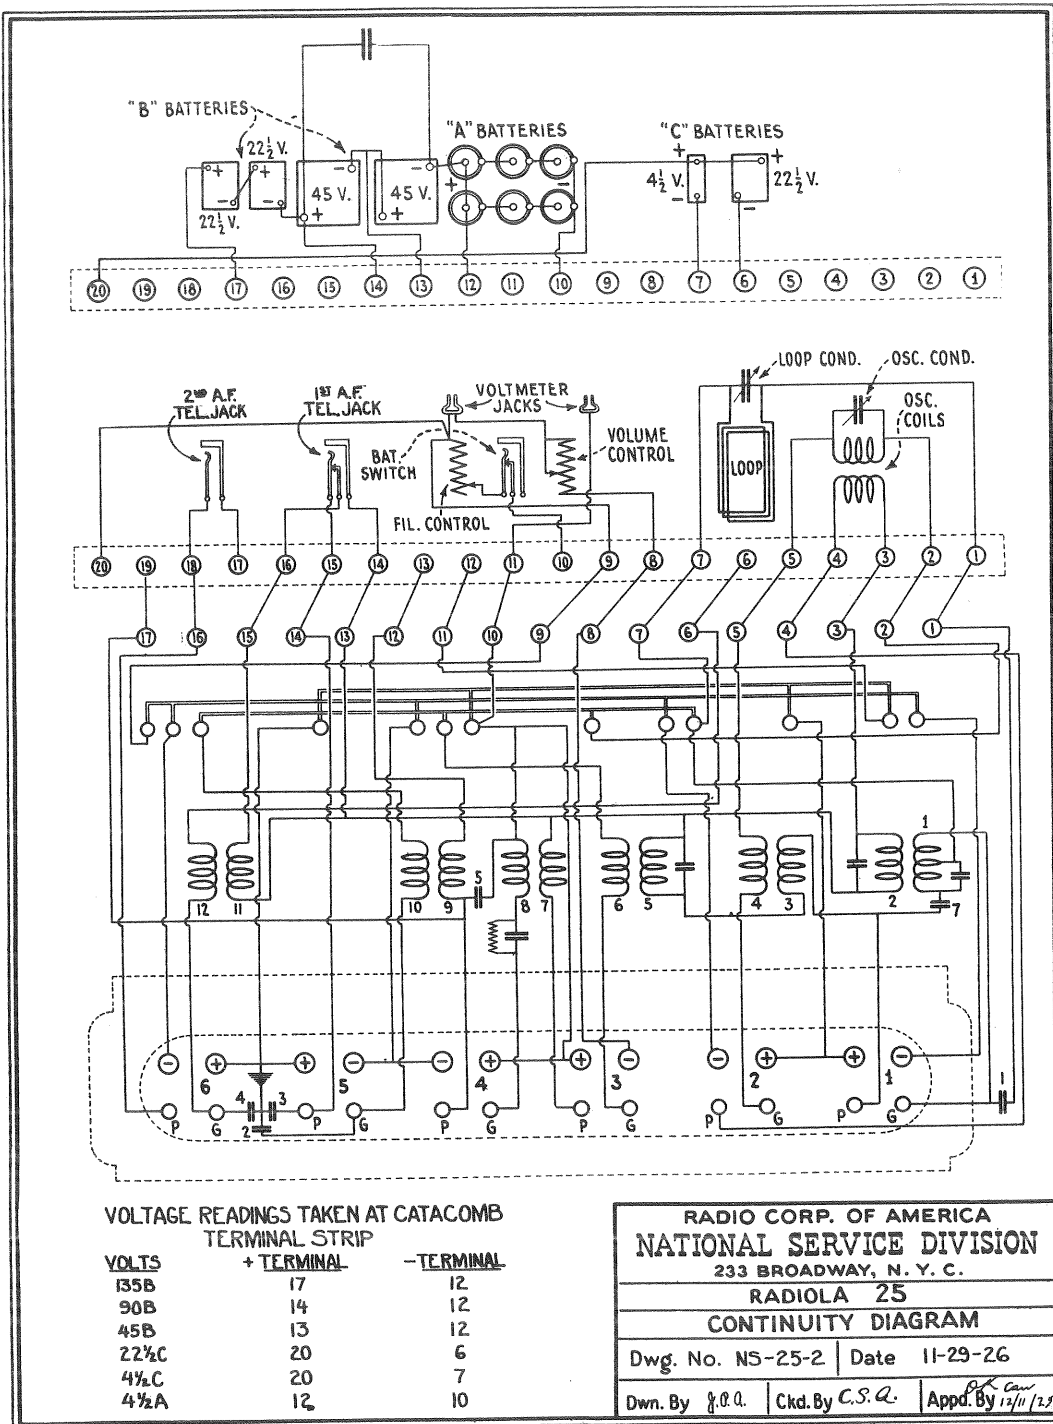 "B" BATTERIES
"A" BATTERIES
"C" BATTERIES
22½ V.
+ + - - + -
45 V.
45 V.
+ -
+ 4½ V. -
+ 22½ V. -
- - + +
22½ V.
20 19 18 17 16 15 14 13 12 11 10 9 8 7 6 5 4 3 2 1
LOOP COND.
OSC. COND.
2ND A.F.
TEL. JACK
1ST A.F.
TEL. JACK
VOLTMETER
JACKS
OSC.
COILS
BAT.
SWITCH
VOLUME
CONTROL
LOOP
FIL. CONTROL
20 19 18 17 16 15 14 13 12 11 10 9 8 7 6 5 4 3 2 1
17 16 15 14 13 12 11 10 9 8 7 6 5 4 3 2 1
1
5
12 11 10 9 8 7 6 5 4 3 2
7
- + + - - + + - - + + -
6 5 4 3 2 1
1
4 3
2
P G P G P G P G P G P G
VOLTAGE READINGS TAKEN AT CATACOMB
TERMINAL STRIP
VOLTS + TERMINAL - TERMINAL
135B 17 12
90B 14 12
45B 13 12
22½C 20 6
4½C 20 7
4½A 12 10
RADIO CORP. OF AMERICA
NATIONAL SERVICE DIVISION
233 BROADWAY, N. Y. C.
RADIOLA 25
CONTINUITY DIAGRAM
Dwg. No. NS-25-2 Date 11-29-26
Dwn. By J.O.A. Ckd. By C.S.A. Appd. By